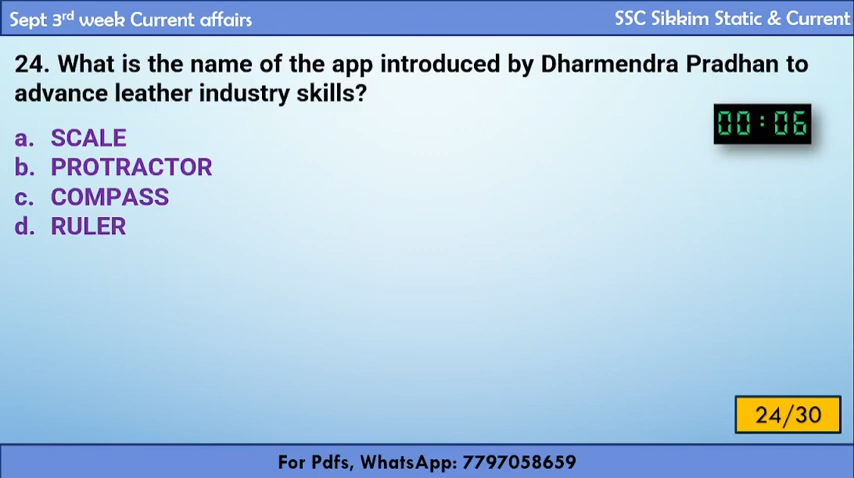 Sept 3rd week Current affairs
SSC Sikkim Static & Current
24. What is the name of the app introduced by Dharmendra Pradhan to
advance leather industry skills?
00:06
a. SCALE
b. PROTRACTOR
c. COMPASS
d. RULER
24/30
For Pdfs, WhatsApp: 7797058659